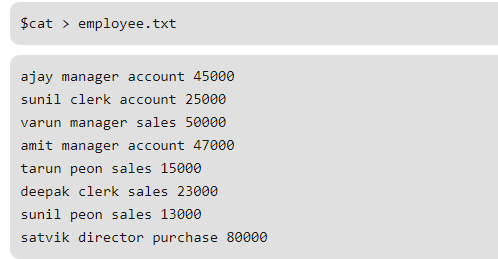 $cat > employee.txt
ajay manager account 45000
sunil clerk account 25000
varun manager sales 50000
amit manager account 47000
tarun peon sales 15000
deepak clerk sales 23000
sunil peon sales 13000
satvik director purchase 80000